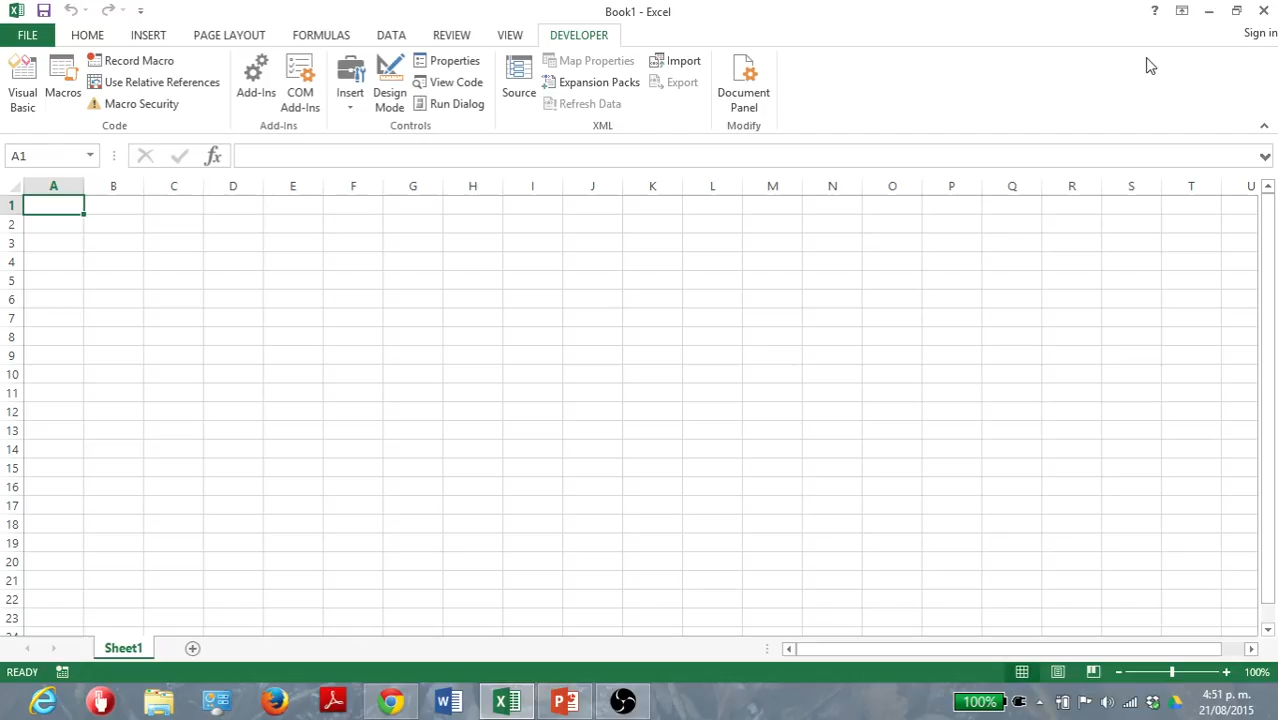 Book1 - Excel
?
FILE HOME INSERT PAGE LAYOUT FORMULAS DATA REVIEW VIEW DEVELOPER Sign in
Visual Basic
Macros
Record Macro
Use Relative References
Macro Security
Code
Add-Ins
COM Add-Ins
Add-Ins
Insert
Design Mode
Properties
View Code
Run Dialog
Controls
Source
Map Properties
Expansion Packs
Refresh Data
Import
Export
XML
Document Panel
Modify
A1
fx
A B C D E F G H I J K L M N O P Q R S T U
1
2
3
4
5
6
7
8
9
10
11
12
13
14
15
16
17
18
19
20
21
22
23
Sheet1
READY
100%
100%
4:51 p. m.
21/08/2015